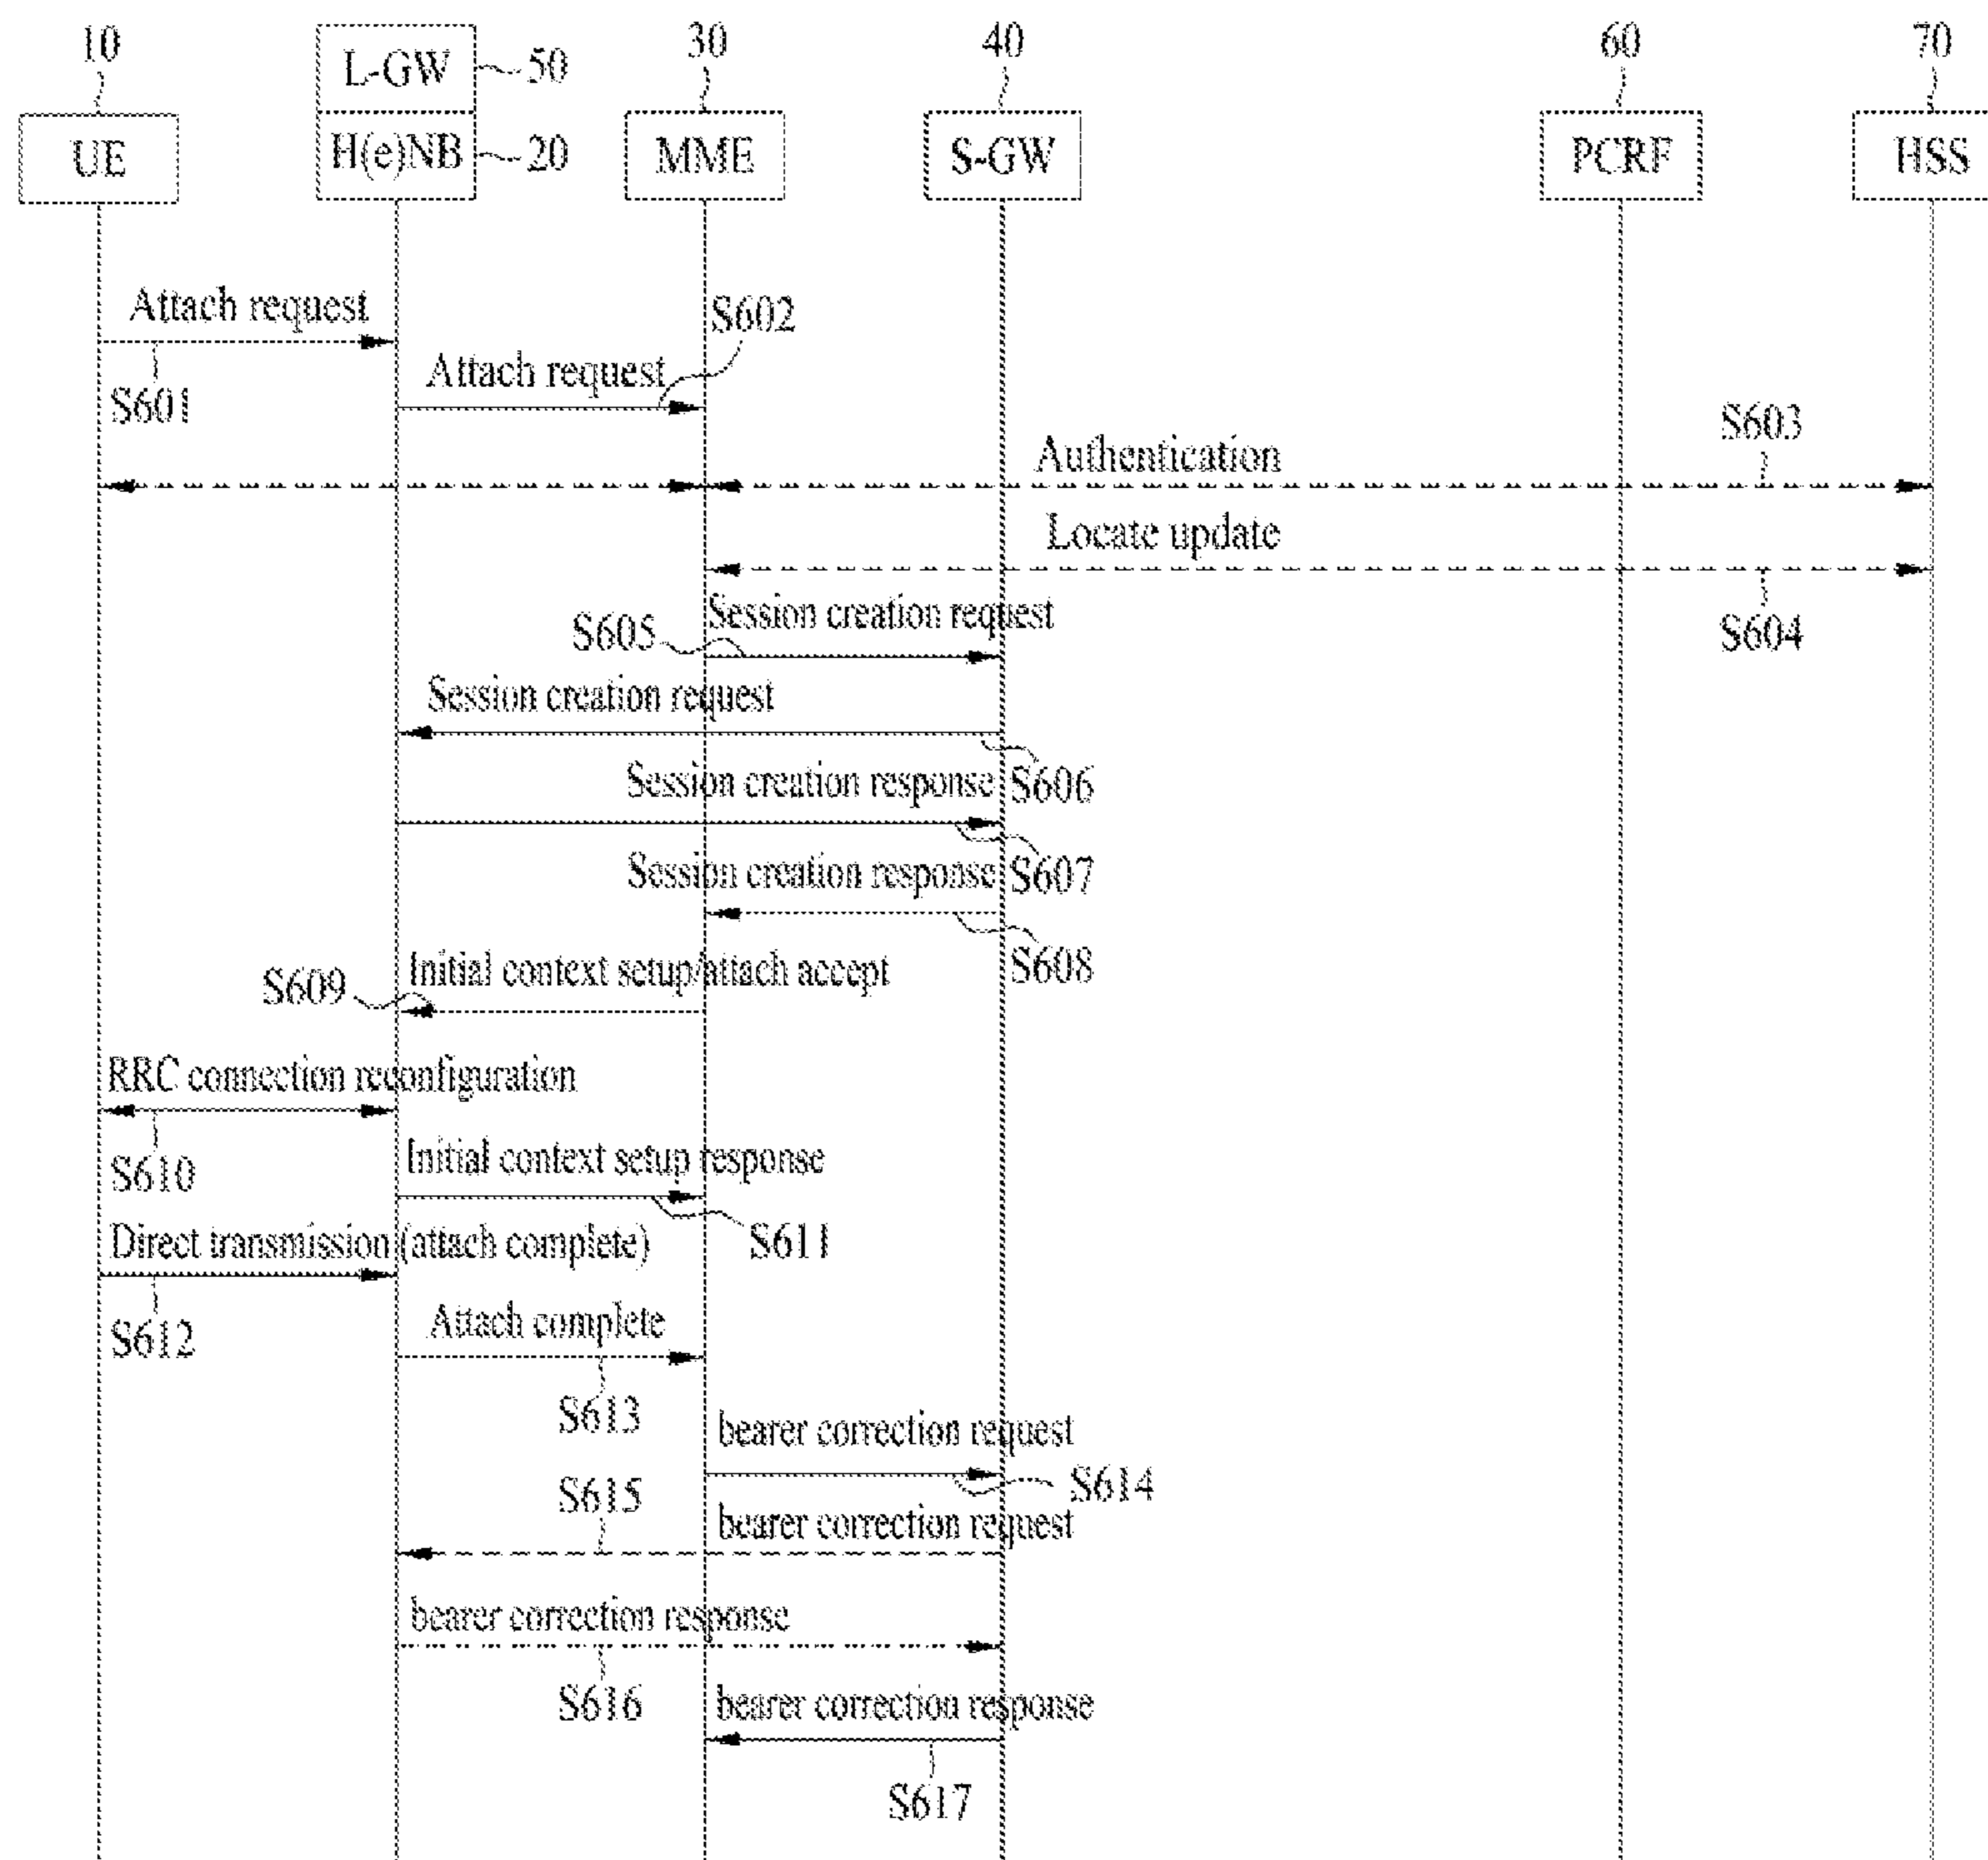 10
L-GW
50
30
40
60
70
UE
H(e)NB
20
MME
S-GW
PCRF
HSS
Attach request
S601
S602
Attach request
S603
Authentication
Locate update
S604
Session creation request
S605
Session creation request
S606
Session creation response
S607
Session creation response
S608
Initial context setup/attach accept
S609
RRC connection reconfiguration
S610
Initial context setup response
S611
Direct transmission (attach complete)
S612
Attach complete
S613
bearer correction request
S614
S615
bearer correction request
bearer correction response
S616
bearer correction response
S617